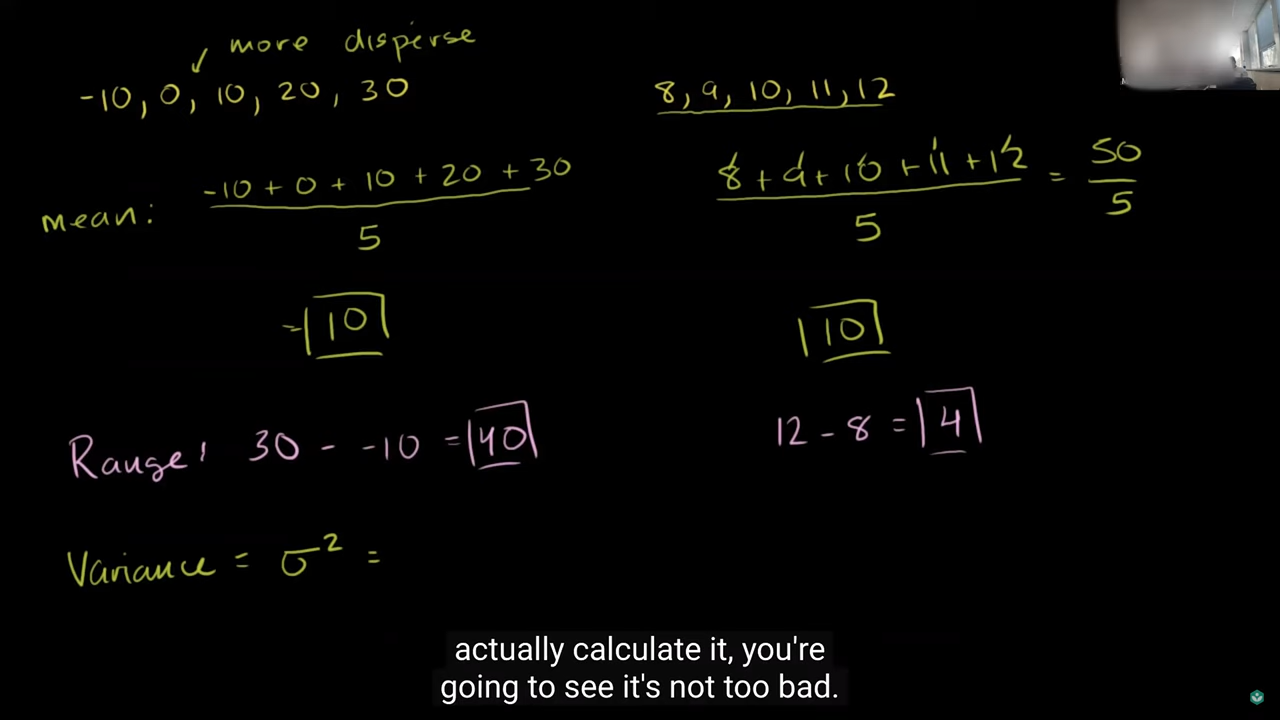 more disperse
-10, 0, 10, 20, 30
8, 9, 10, 11, 12
mean: -10 + 0 + 10 + 20 + 30
5
8 + 9 + 10 + 11 + 12 = 50
5 5
= 10
10
Range: 30 - -10 = 40
12 - 8 = 4
Variance = σ² =
actually calculate it, you're
going to see it's not too bad.